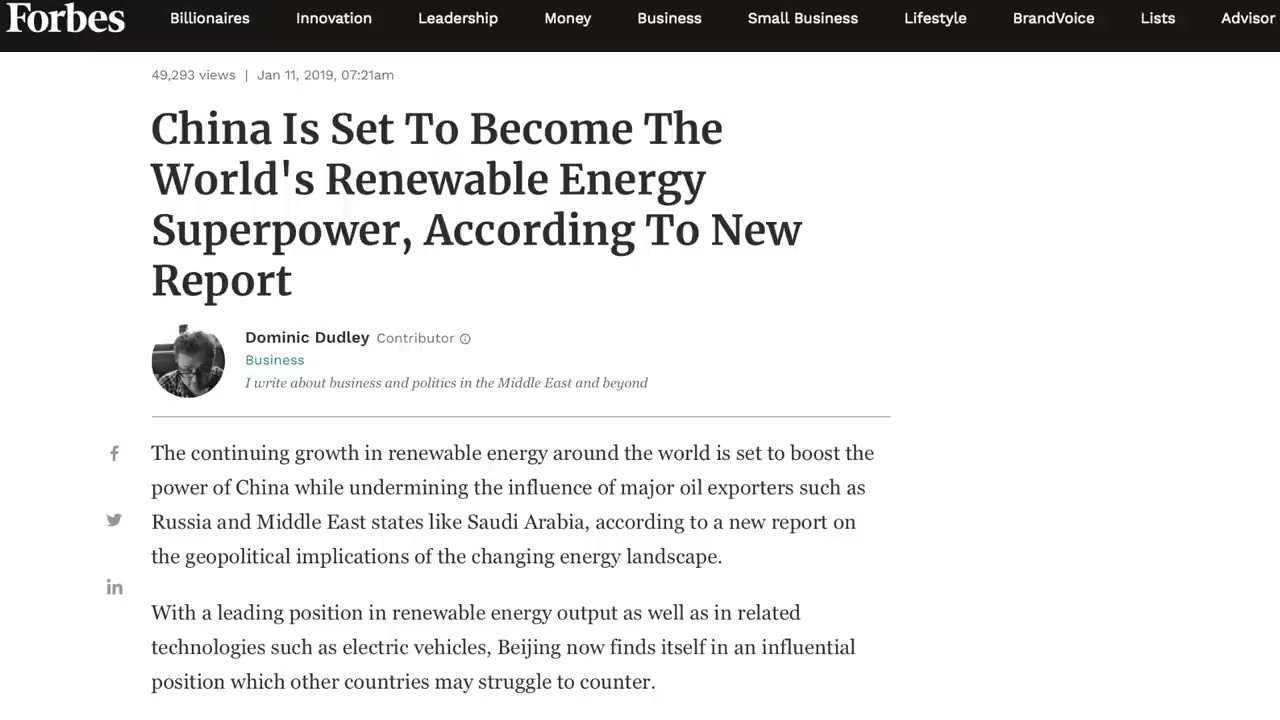 Forbes Billionaires Innovation Leadership Money Business Small Business Lifestyle BrandVoice Lists Advisor
49,293 views | Jan 11, 2019, 07:21am
China Is Set To Become The
World's Renewable Energy
Superpower, According To New
Report
Dominic Dudley Contributor
Business
I write about business and politics in the Middle East and beyond
The continuing growth in renewable energy around the world is set to boost the
power of China while undermining the influence of major oil exporters such as
Russia and Middle East states like Saudi Arabia, according to a new report on
the geopolitical implications of the changing energy landscape.
With a leading position in renewable energy output as well as in related
technologies such as electric vehicles, Beijing now finds itself in an influential
position which other countries may struggle to counter.